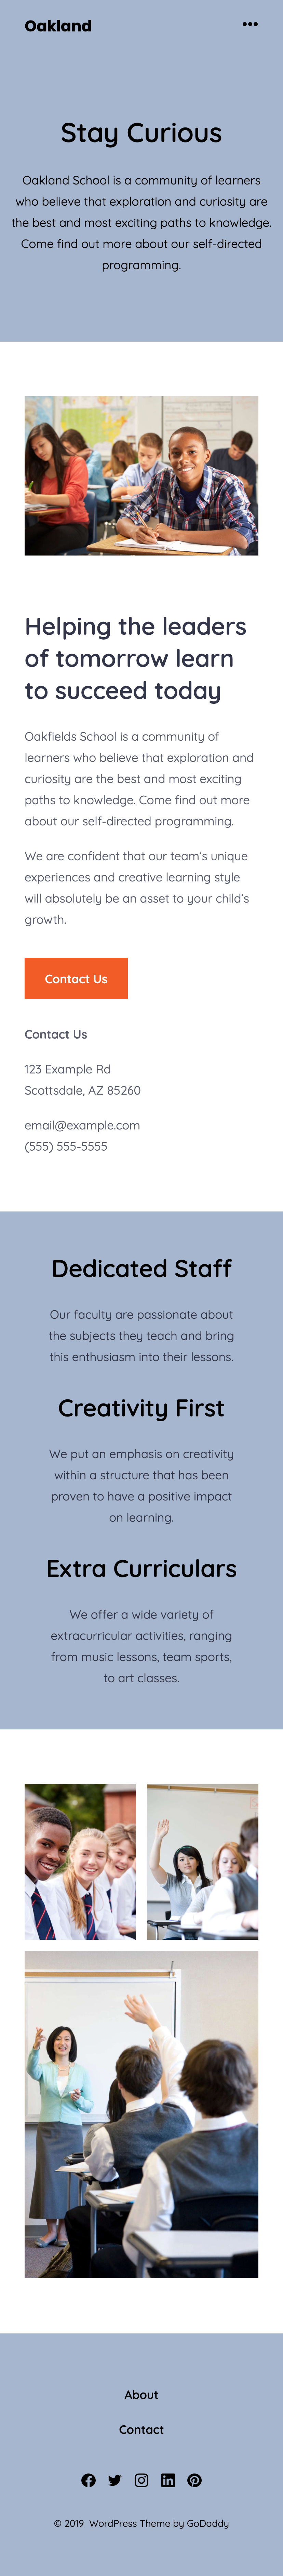 Oakland
Stay Curious
Oakland School is a community of learners
who believe that exploration and curiosity are
the best and most exciting paths to knowledge.
Come find out more about our self-directed
programming.
Helping the leaders
of tomorrow learn
to succeed today
Oakfields School is a community of
learners who believe that exploration and
curiosity are the best and most exciting
paths to knowledge. Come find out more
about our self-directed programming.
We are confident that our team’s unique
experiences and creative learning style
will absolutely be an asset to your child’s
growth.
Contact Us
Contact Us
123 Example Rd
Scottsdale, AZ 85260
email@example.com
(555) 555-5555
Dedicated Staff
Our faculty are passionate about
the subjects they teach and bring
this enthusiasm into their lessons.
Creativity First
We put an emphasis on creativity
within a structure that has been
proven to have a positive impact
on learning.
Extra Curriculars
We offer a wide variety of
extracurricular activities, ranging
from music lessons, team sports,
to art classes.
About
Contact
© 2019 WordPress Theme by GoDaddy